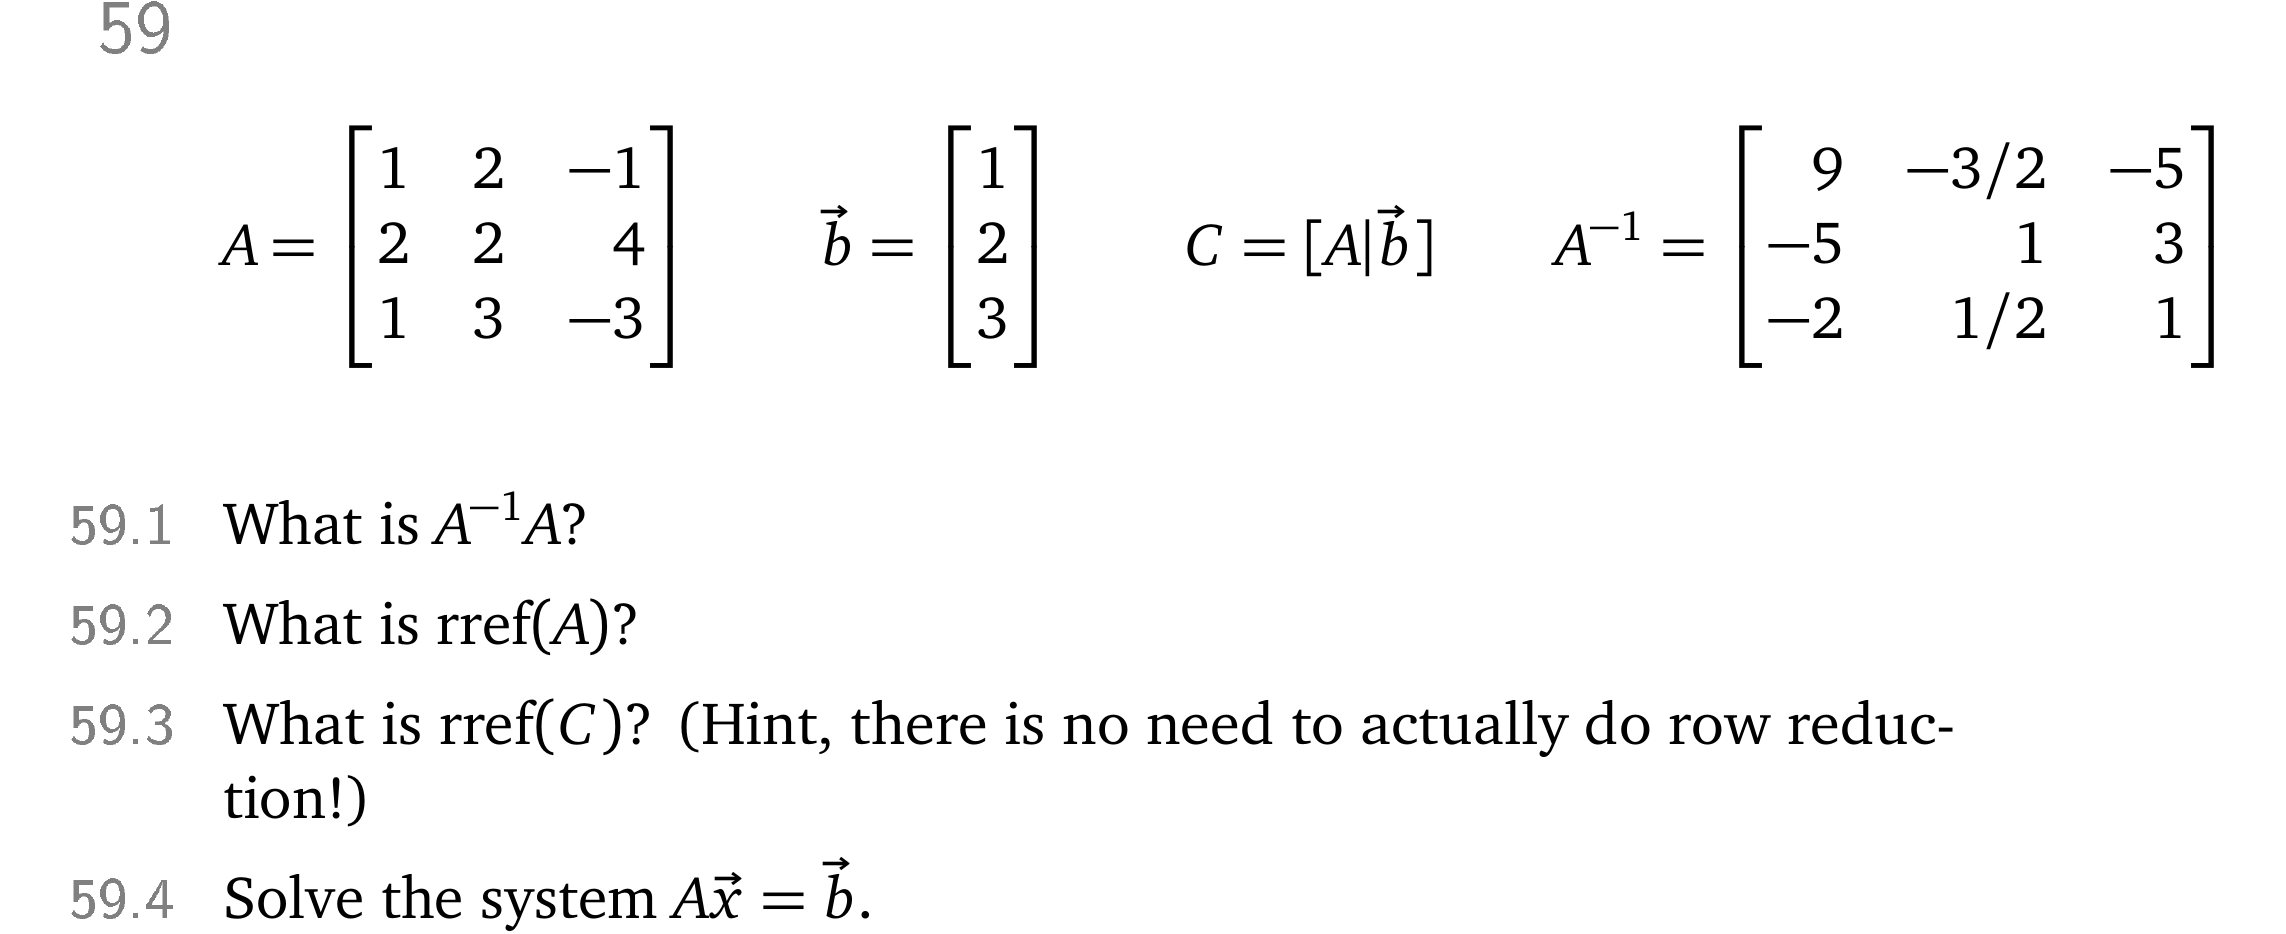 59
A = [1 2 −1; 2 2 4; 1 3 −3] b⃗ = [1; 2; 3] C = [A|b⃗] A⁻¹ = [9 −3/2 −5; −5 1 3; −2 1/2 1]
59.1 What is A⁻¹A?
59.2 What is rref(A)?
59.3 What is rref(C)? (Hint, there is no need to actually do row reduc-
tion!)
59.4 Solve the system Ax⃗ = b⃗.